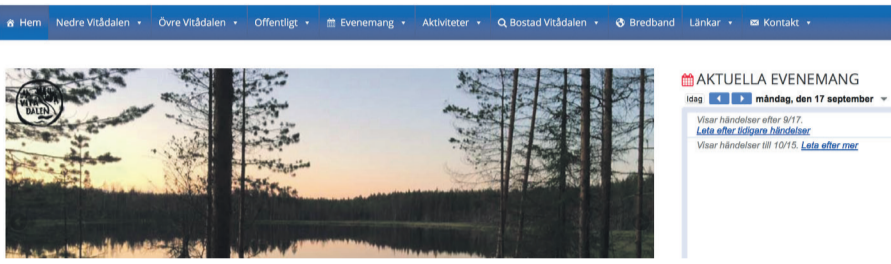 Hem Nedre Vitådalen Övre Vitådalen Offentligt Evenemang Aktiviteter Bostad Vitådalen Bredband Länkar Kontakt
DALEN
AKTUELLA EVENEMANG
Idag måndag, den 17 september
Visar händelser efter 9/17.
Leta efter tidigare händelser
Visar händelser till 10/15. Leta efter mer